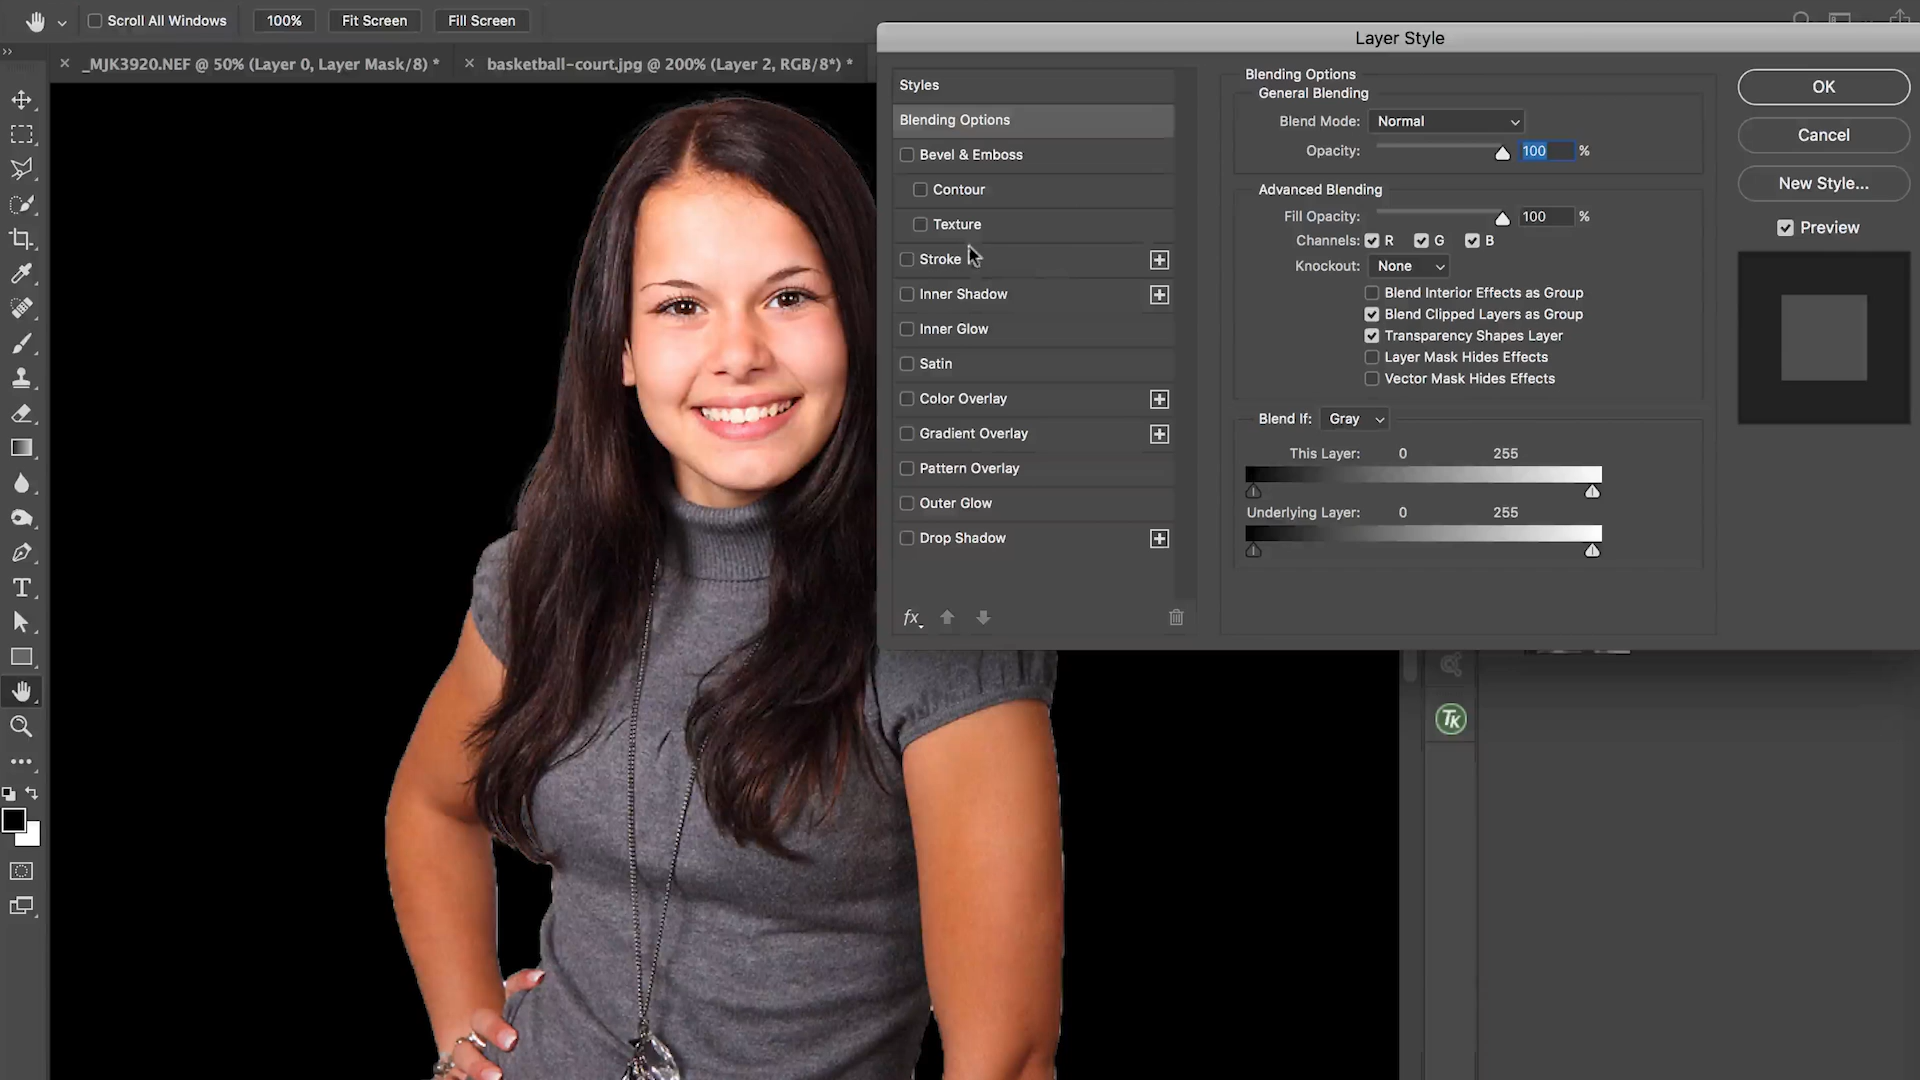 Scroll All Windows 100% Fit Screen Fill Screen
× _MJK3920.NEF @ 50% (Layer 0, Layer Mask/8) * × basketball-court.jpg @ 200% (Layer 2, RGB/8*) *
Layer Style
Styles
Blending Options
Bevel & Emboss
Contour
Texture
Stroke
Inner Shadow
Inner Glow
Satin
Color Overlay
Gradient Overlay
Pattern Overlay
Outer Glow
Drop Shadow
fx
Blending Options
General Blending
Blend Mode: Normal
Opacity: 100 %
Advanced Blending
Fill Opacity: 100 %
Channels: R G B
Knockout: None
Blend Interior Effects as Group
Blend Clipped Layers as Group
Transparency Shapes Layer
Layer Mask Hides Effects
Vector Mask Hides Effects
Blend If: Gray
This Layer: 0 255
Underlying Layer: 0 255
OK
Cancel
New Style...
Preview
T
TK